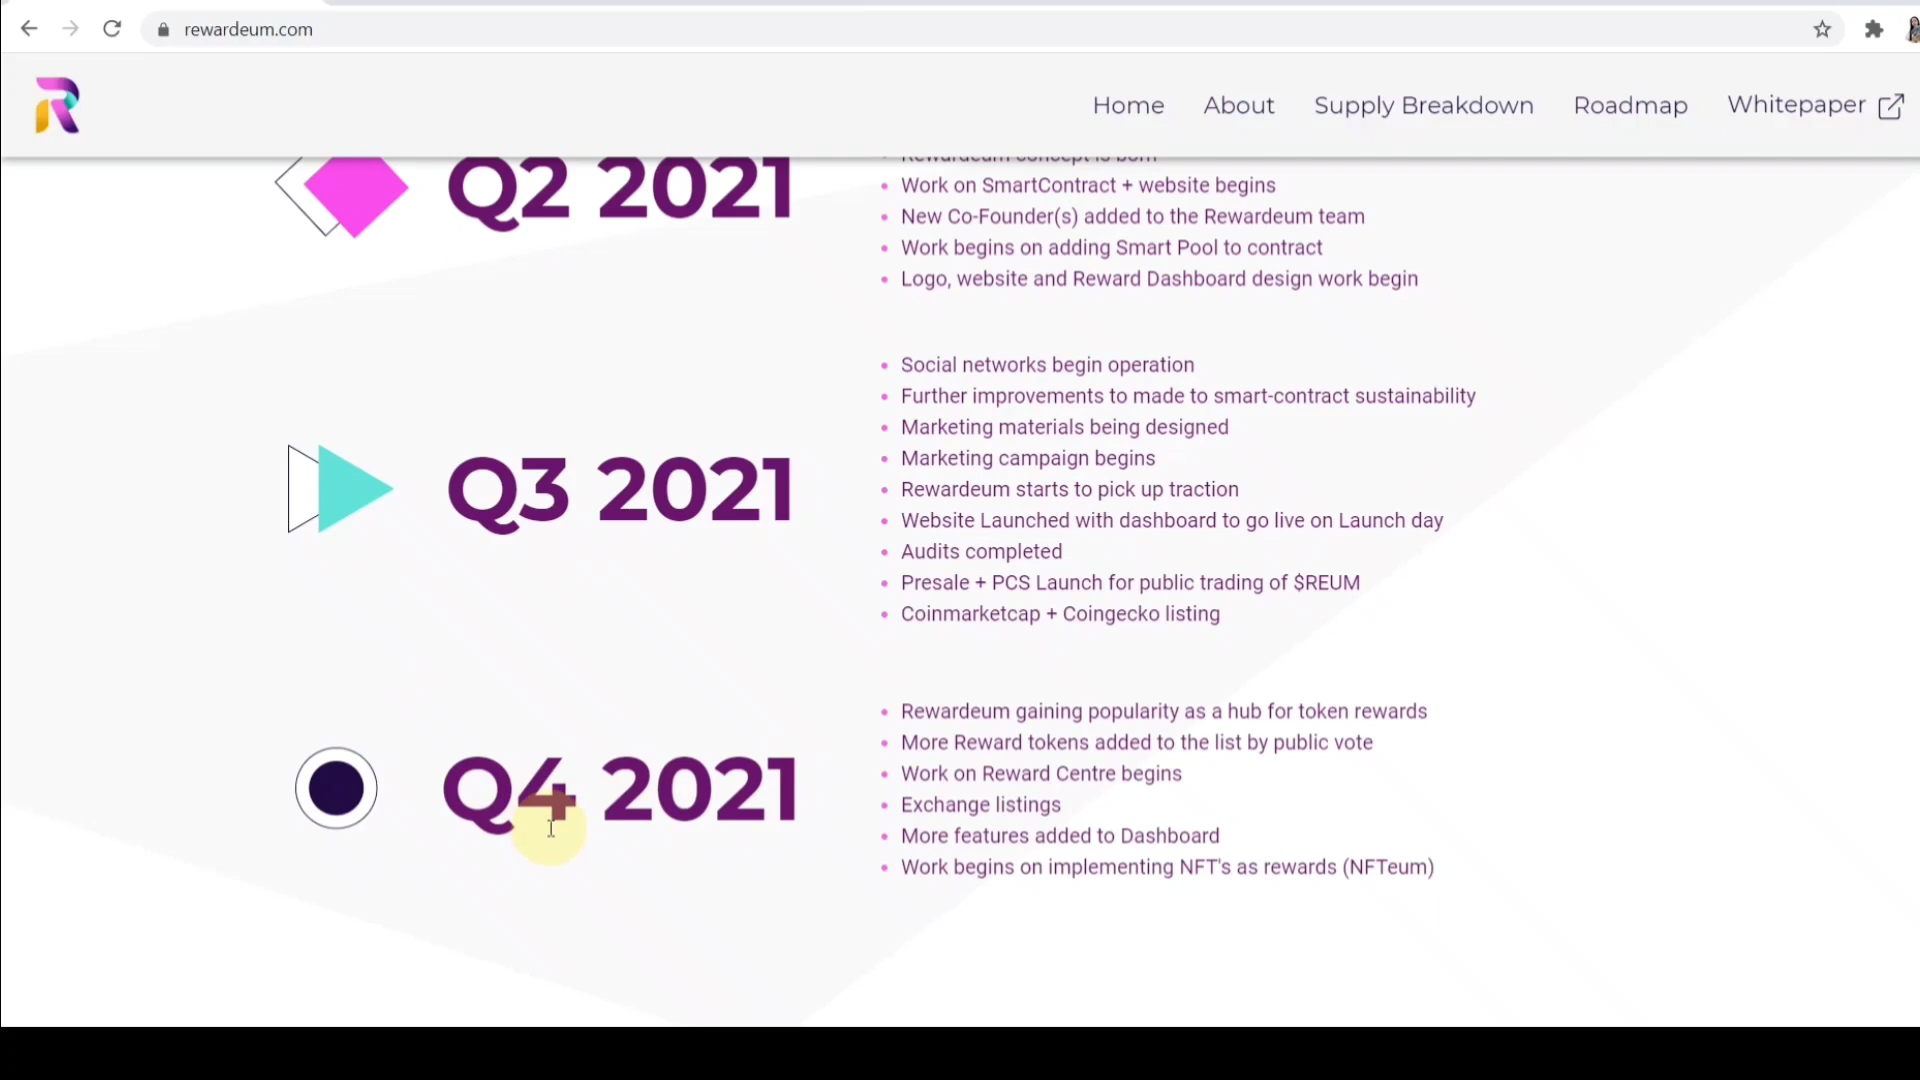 rewardeum.com
Home About Supply Breakdown Roadmap Whitepaper
Q2 2021
Rewardeum concept is born
Work on SmartContract + website begins
New Co-Founder(s) added to the Rewardeum team
Work begins on adding Smart Pool to contract
Logo, website and Reward Dashboard design work begin
Q3 2021
Social networks begin operation
Further improvements to made to smart-contract sustainability
Marketing materials being designed
Marketing campaign begins
Rewardeum starts to pick up traction
Website Launched with dashboard to go live on Launch day
Audits completed
Presale + PCS Launch for public trading of $REUM
Coinmarketcap + Coingecko listing
Q4 2021
Rewardeum gaining popularity as a hub for token rewards
More Reward tokens added to the list by public vote
Work on Reward Centre begins
Exchange listings
More features added to Dashboard
Work begins on implementing NFT's as rewards (NFTeum)